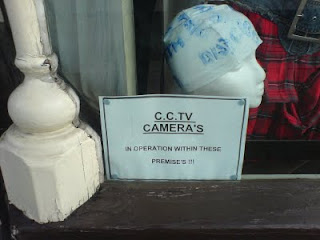 C.C.TV
CAMERA'S
IN OPERATION WITHIN THESE
PREMISE'S !!!